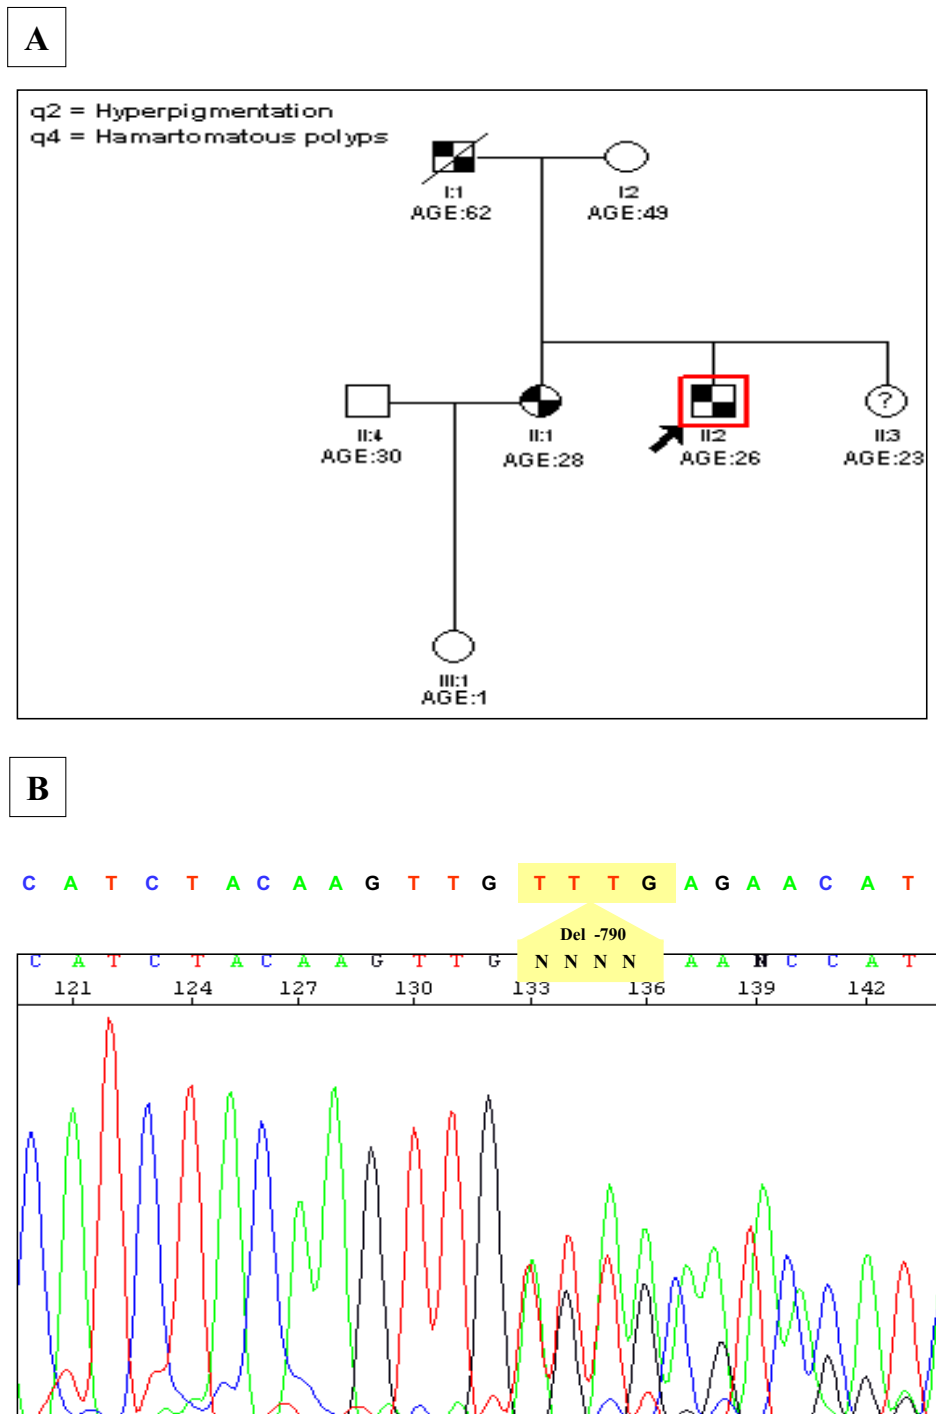 A
q2 = Hyperpigmentation
q4 = Hamartomatous polyps
I:1
AGE:62
I:2
AGE:49
II:4
AGE:30
II:1
AGE:28
II:2
AGE:26
?
II:3
AGE:23
III:1
AGE:1
B
C A T C T A C A A G T T G T T T G A G A A C A T
Del -790
C A T C T A C A A G T T G N N N N A A N C C A T
121 124 127 130 133 136 139 142